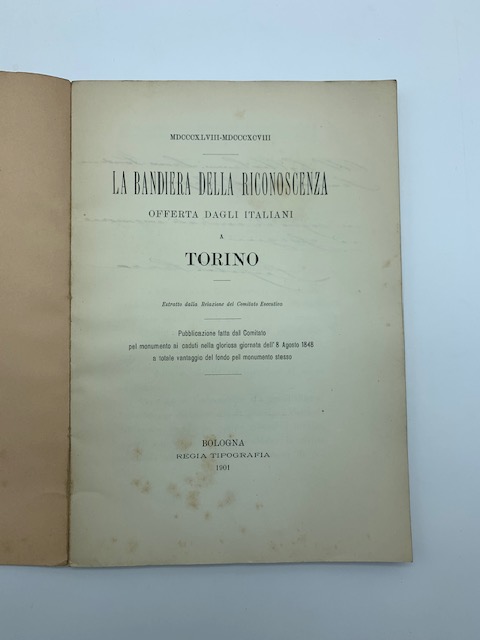 MDCCCXLVIII-MDCCCXCVIII
LA BANDIERA DELLA RICONOSCENZA
OFFERTA DAGLI ITALIANI
A
TORINO
Estratto dalla Relazione del Comitato Esecutivo
Pubblicazione fatta dal Comitato
pel monumento ai caduti nella gloriosa giornata dell'8 Agosto 1848
a totale vantaggio del fondo pel monumento stesso
BOLOGNA
REGIA TIPOGRAFIA
1901